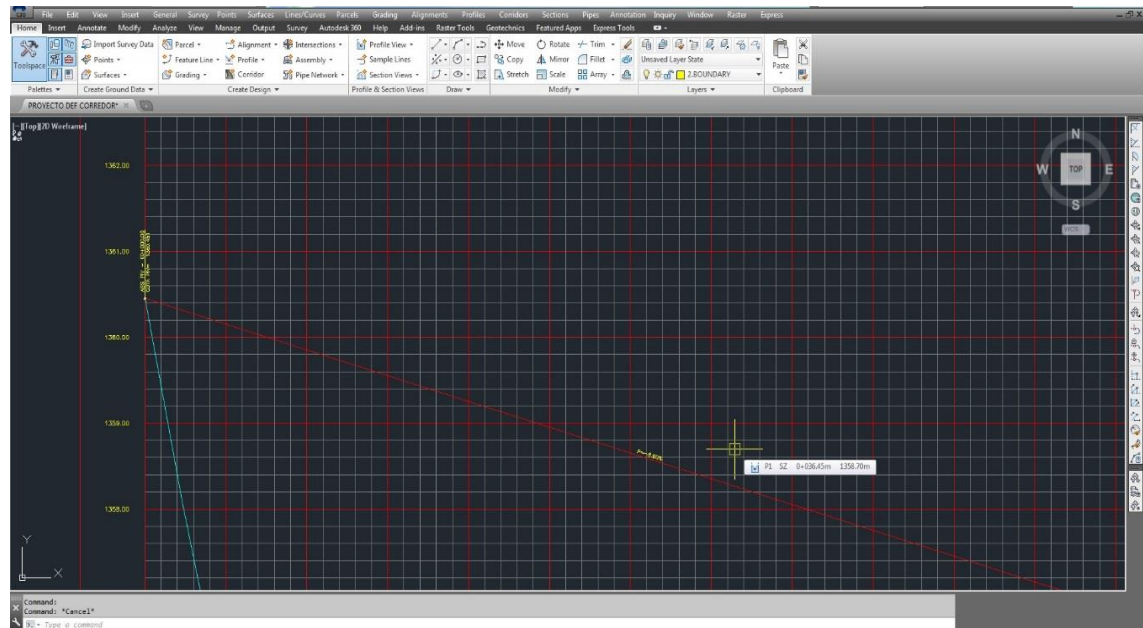 File Edit View Insert General Survey Points Surfaces Lines/Curves Parcels Grading Alignments Profiles Corridors Sections Pipes Annotation Inquiry Window Raster Express
Home Insert Annotate Modify Analyze View Manage Output Survey Autodesk 360 Help Add-ins Raster Tools Geotechnics Featured Apps Express Tools
Toolspace
Import Survey Data
Points
Surfaces
Parcel
Feature Line
Grading
Alignment
Profile
Corridor
Intersections
Assembly
Pipe Network
Profile View
Sample Lines
Section Views
Move
Copy
Stretch
Rotate
Mirror
Scale
Trim
Fillet
Array
Unsaved Layer State
2.BOUNDARY
Paste
Palettes Create Ground Data Create Design Profile & Section Views Draw Modify Layers Clipboard
PROYECTO DEF CORREDOR*
[-][Top][2D Wireframe]
1362.00
1361.00
1360.00
1359.00
1358.00
N
W TOP E
S
WCS
P1 SZ 0+036.45m 1358.70m
Y
X
Command:
Command: *Cancel*
Type a command